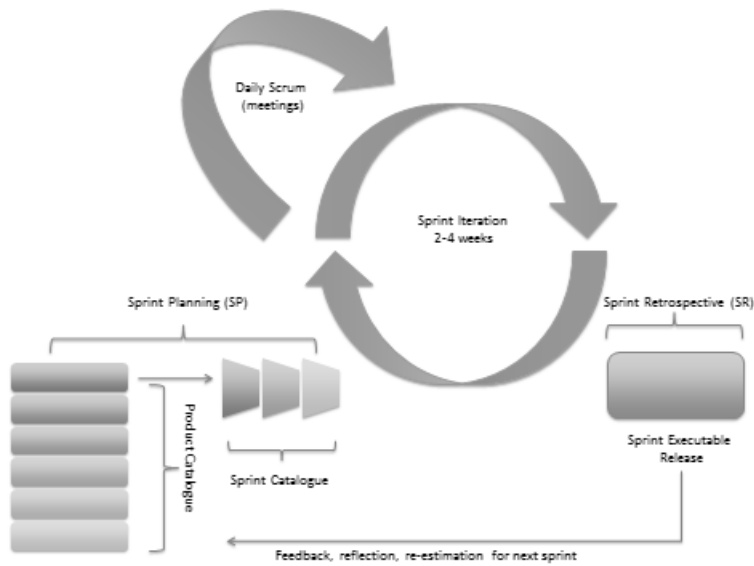 Daily Scrum
(meetings)
Sprint Iteration
2-4 weeks
Sprint Planning (SP)
Sprint Retrospective (SR)
Product Catalogue
Sprint Catalogue
Sprint Executable
Release
Feedback, reflection, re-estimation for next sprint